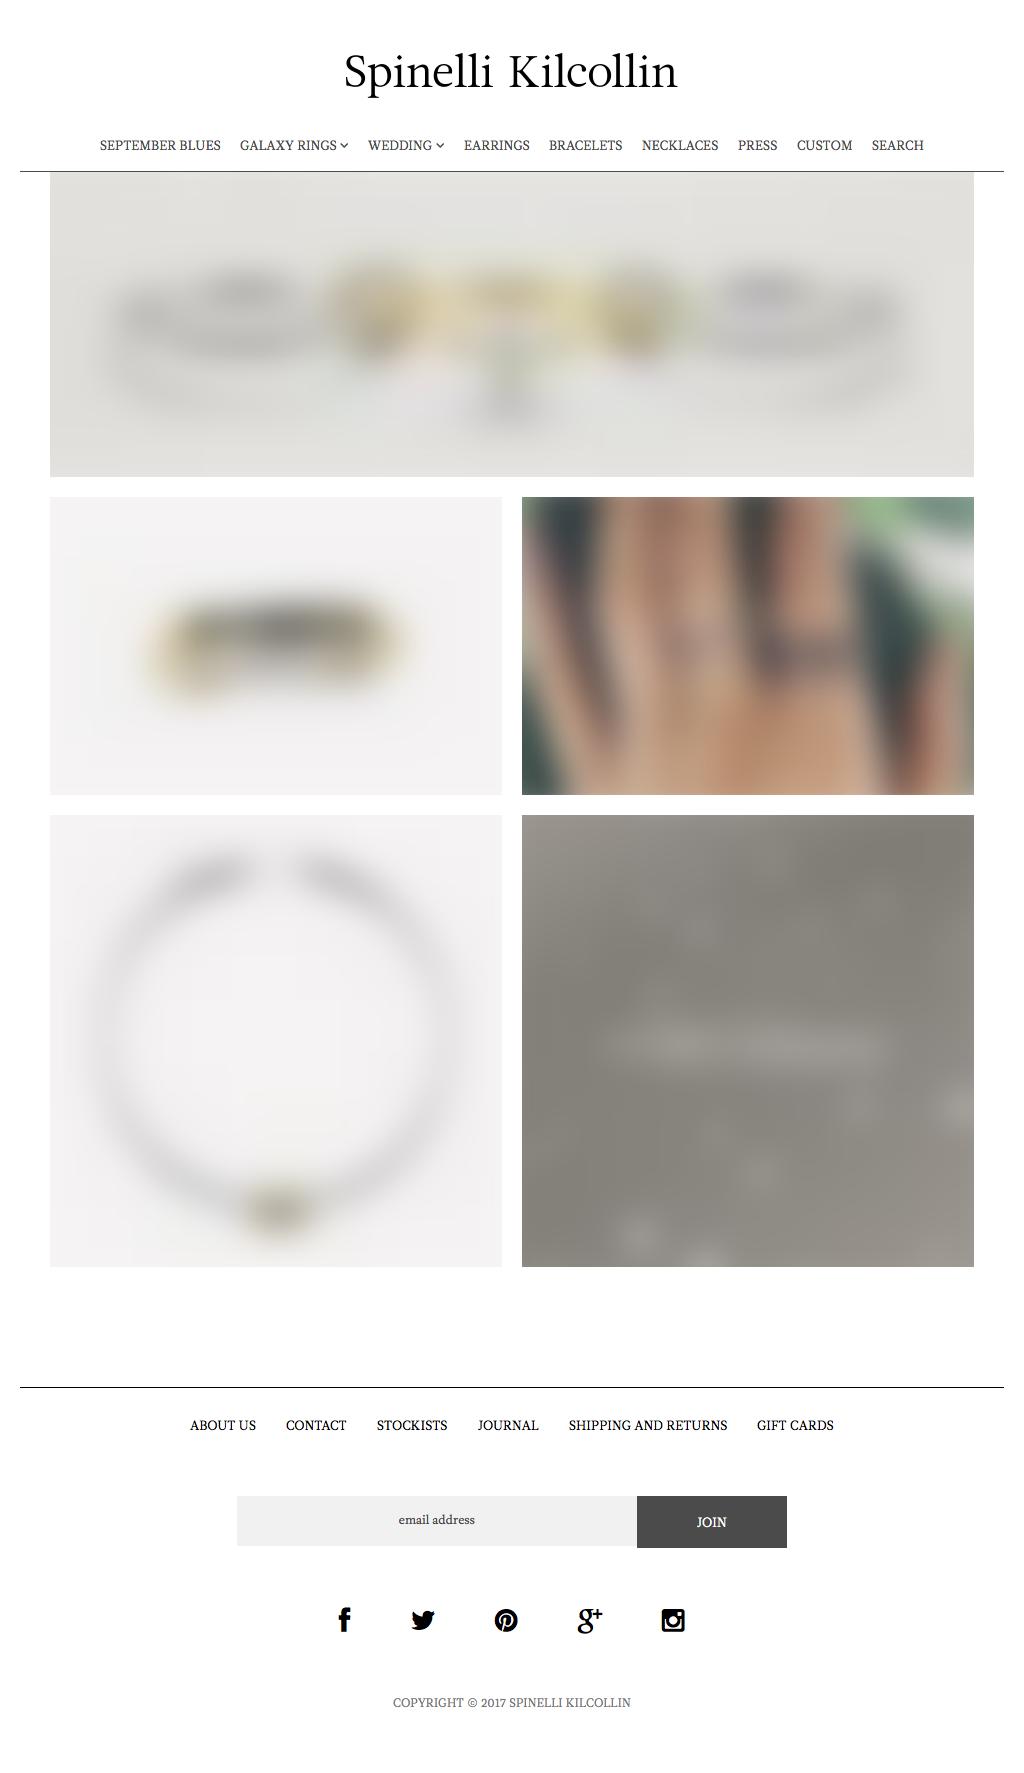 Spinelli Kilcollin
SEPTEMBER BLUES GALAXY RINGS WEDDING EARRINGS BRACELETS NECKLACES PRESS CUSTOM SEARCH
ABOUT US CONTACT STOCKISTS JOURNAL SHIPPING AND RETURNS GIFT CARDS
email address JOIN
COPYRIGHT © 2017 SPINELLI KILCOLLIN